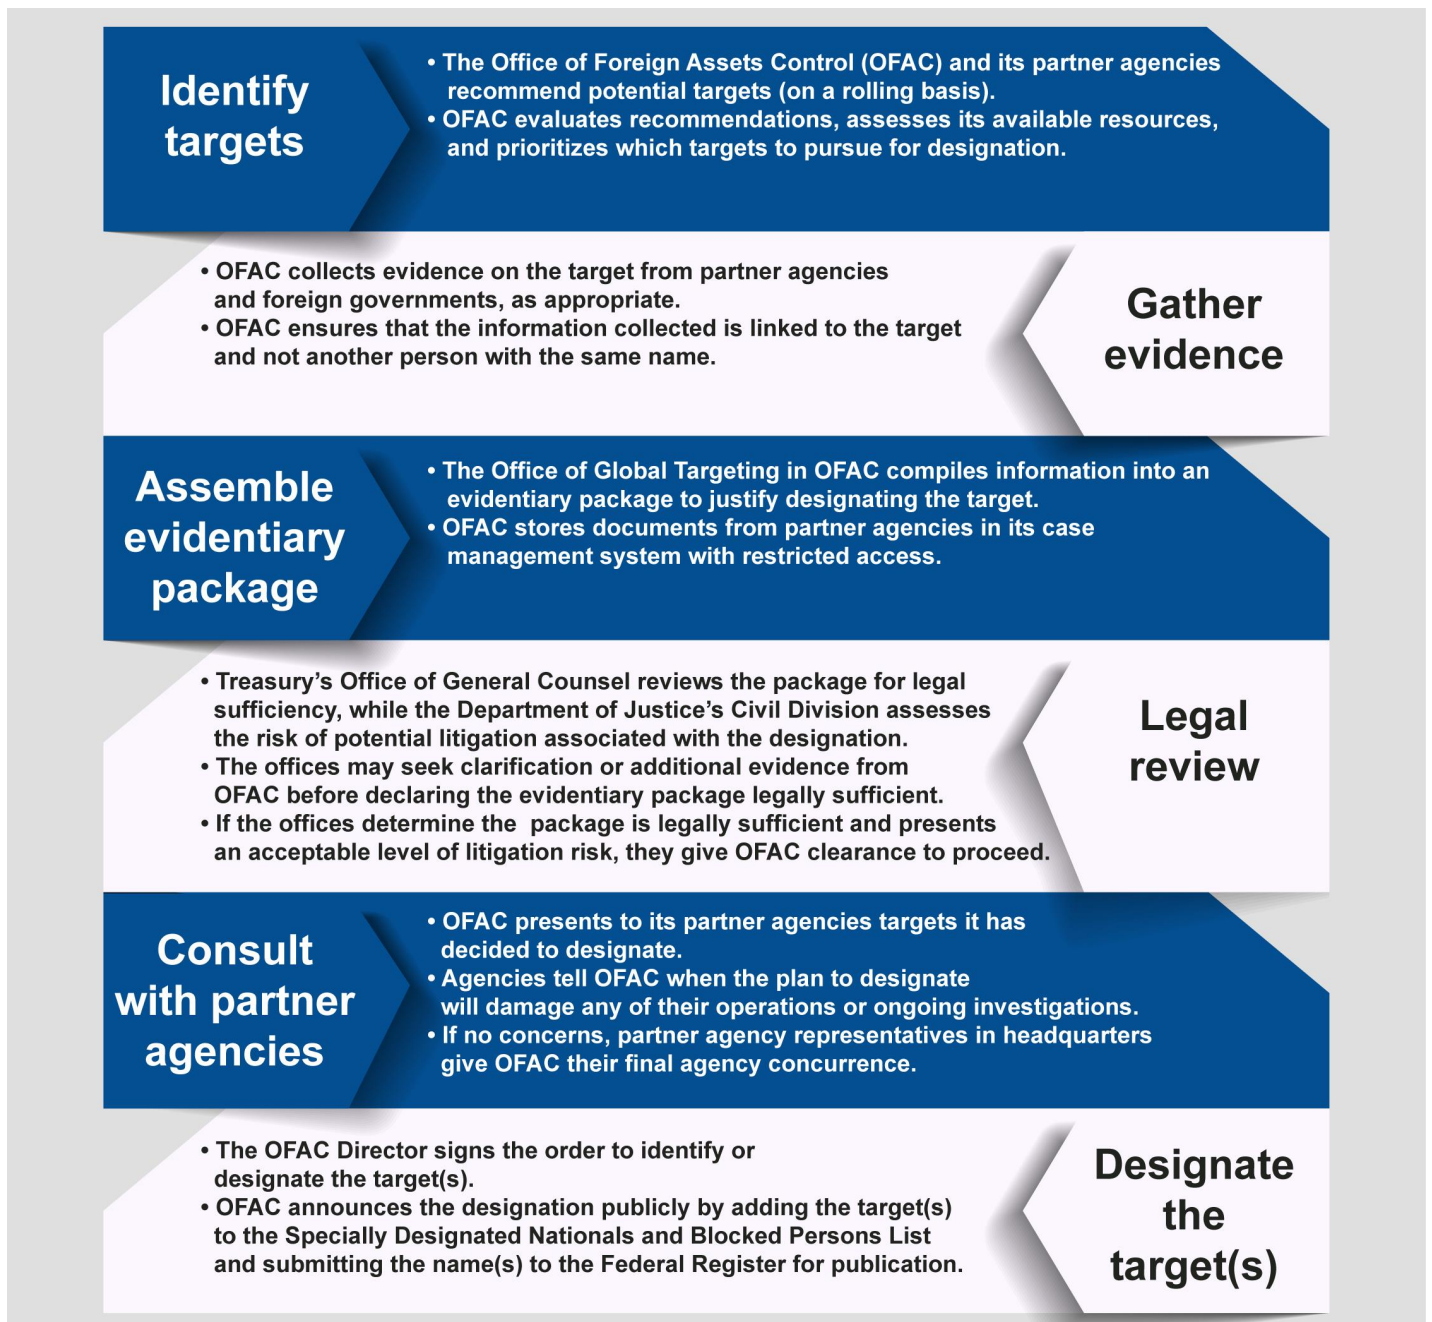 Identify
targets
• The Office of Foreign Assets Control (OFAC) and its partner agencies
recommend potential targets (on a rolling basis).
• OFAC evaluates recommendations, assesses its available resources,
and prioritizes which targets to pursue for designation.
Gather
evidence
• OFAC collects evidence on the target from partner agencies
and foreign governments, as appropriate.
• OFAC ensures that the information collected is linked to the target
and not another person with the same name.
Assemble
evidentiary
package
• The Office of Global Targeting in OFAC compiles information into an
evidentiary package to justify designating the target.
• OFAC stores documents from partner agencies in its case
management system with restricted access.
Legal
review
• Treasury’s Office of General Counsel reviews the package for legal
sufficiency, while the Department of Justice’s Civil Division assesses
the risk of potential litigation associated with the designation.
• The offices may seek clarification or additional evidence from
OFAC before declaring the evidentiary package legally sufficient.
• If the offices determine the  package is legally sufficient and presents
an acceptable level of litigation risk, they give OFAC clearance to proceed.
Consult
with partner
agencies
• OFAC presents to its partner agencies targets it has
decided to designate.
• Agencies tell OFAC when the plan to designate
will damage any of their operations or ongoing investigations.
• If no concerns, partner agency representatives in headquarters
give OFAC their final agency concurrence.
Designate
the
target(s)
• The OFAC Director signs the order to identify or
designate the target(s).
• OFAC announces the designation publicly by adding the target(s)
to the Specially Designated Nationals and Blocked Persons List
and submitting the name(s) to the Federal Register for publication.